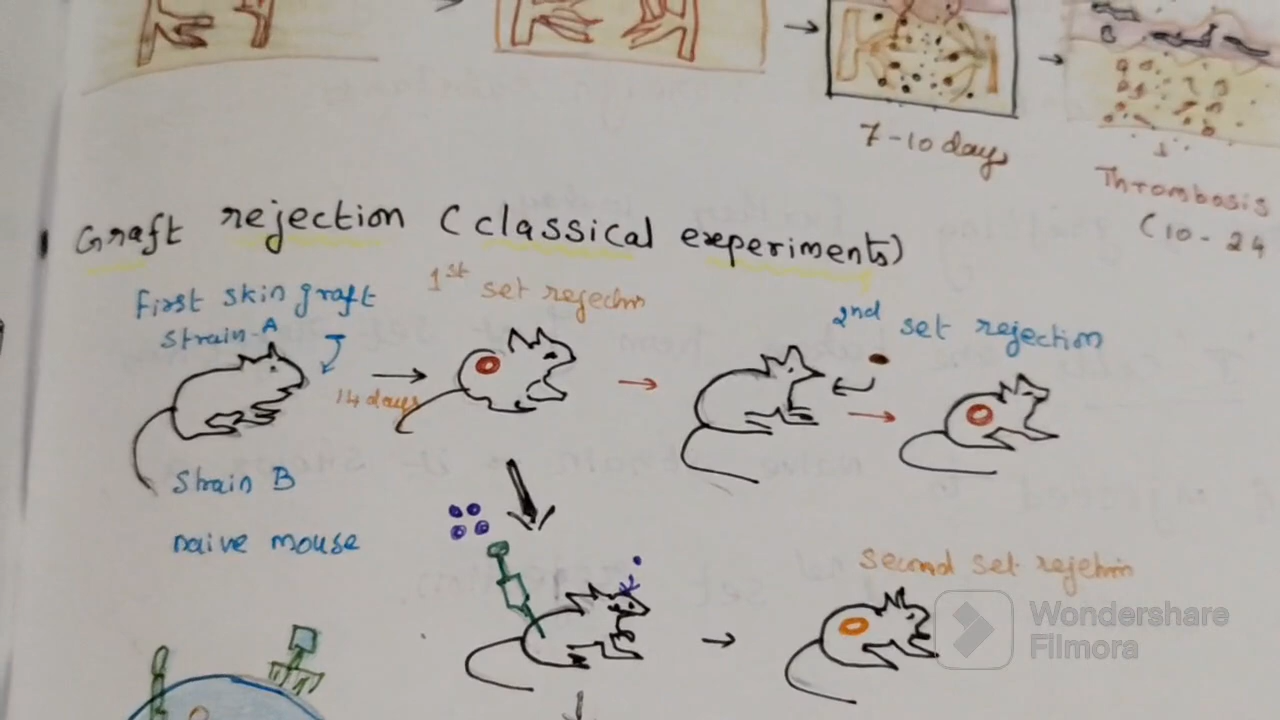 7-10 days
Thrombosis
(10-24
Graft rejection (classical experiments)
First skin graft
Strain-A
1st set rejection
2nd set rejection
14 days
Strain B
naive mouse
second set rejection
Wondershare
Filmora